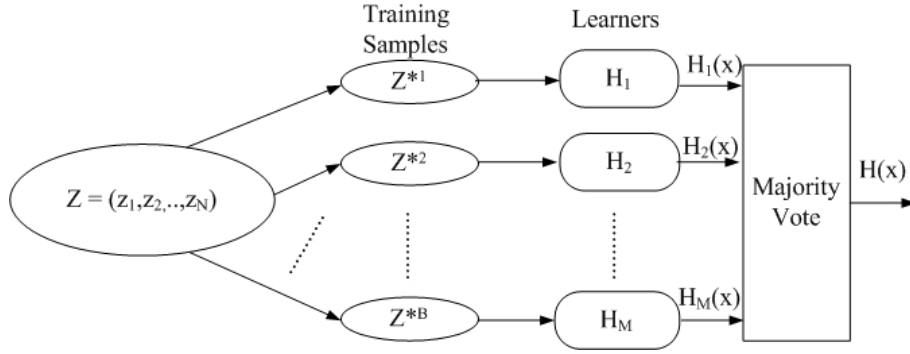 Training
Samples
Learners
Z*1
H1
H1(x)
Z*2
H2
H2(x)
Z = (z1,z2,..,zN)
Majority
Vote
H(x)
Z*B
HM
HM(x)